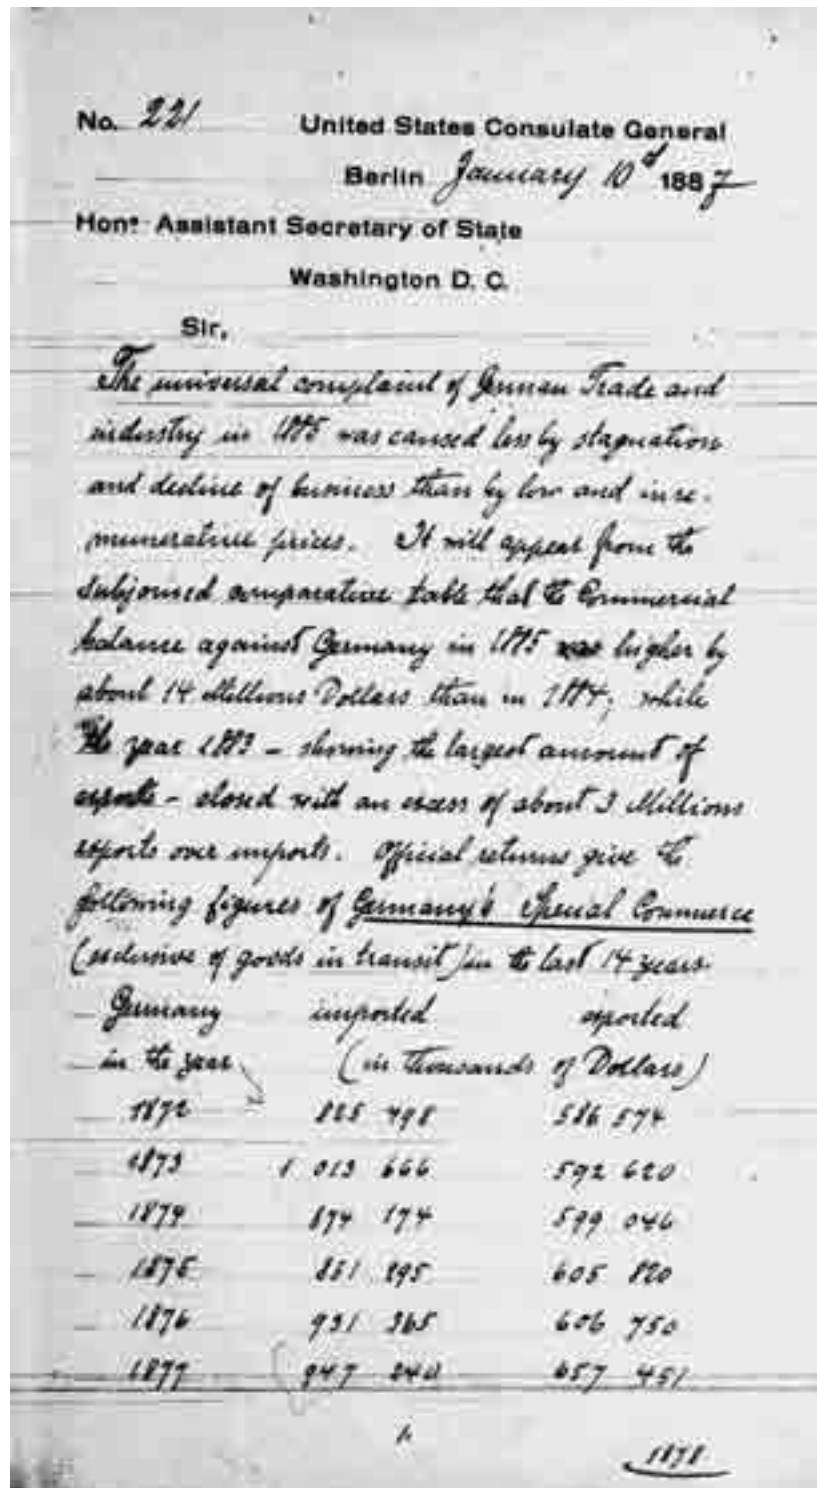 No. 221 United States Consulate General
Berlin January 10th 1887
Honᵉ Assistant Secretary of State
Washington D. C.
Sir,
The universal complaint of German Trade and
industry in 1885 was caused less by stagnation
and decline of business than by low and inre-
munerative prices. It will appear from the
subjoined comparative table that the Commercial
balance against Germany in 1885 was higher by
about 14 Millions Dollars than in 1884; while
the year 1883 – showing the largest amount of
exports – closed with an excess of about 3 Millions
exports over imports. Official returns give the
following figures of Germany's Special Commerce
(exclusive of goods in transit) in the last 14 years.
Germany imported exported
in the year (in thousands of Dollars)
1872 825 498 586 574
1873 1 013 666 592 620
1874 874 174 599 046
1875 851 295 605 820
1876 931 365 606 750
1877 947 240 657 451
1878